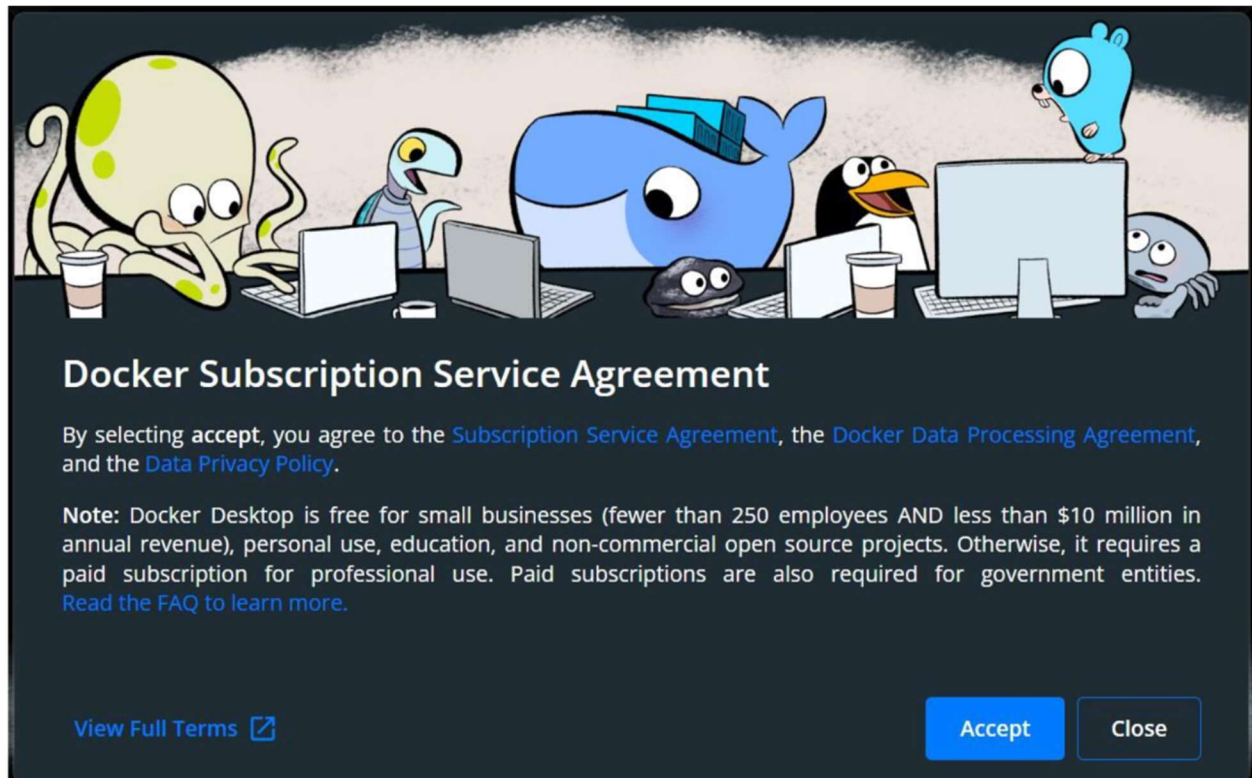 Docker Subscription Service Agreement
By selecting accept, you agree to the Subscription Service Agreement, the Docker Data Processing Agreement,
and the Data Privacy Policy.
Note: Docker Desktop is free for small businesses (fewer than 250 employees AND less than $10 million in
annual revenue), personal use, education, and non-commercial open source projects. Otherwise, it requires a
paid subscription for professional use. Paid subscriptions are also required for government entities.
Read the FAQ to learn more.
View Full Terms
Accept
Close